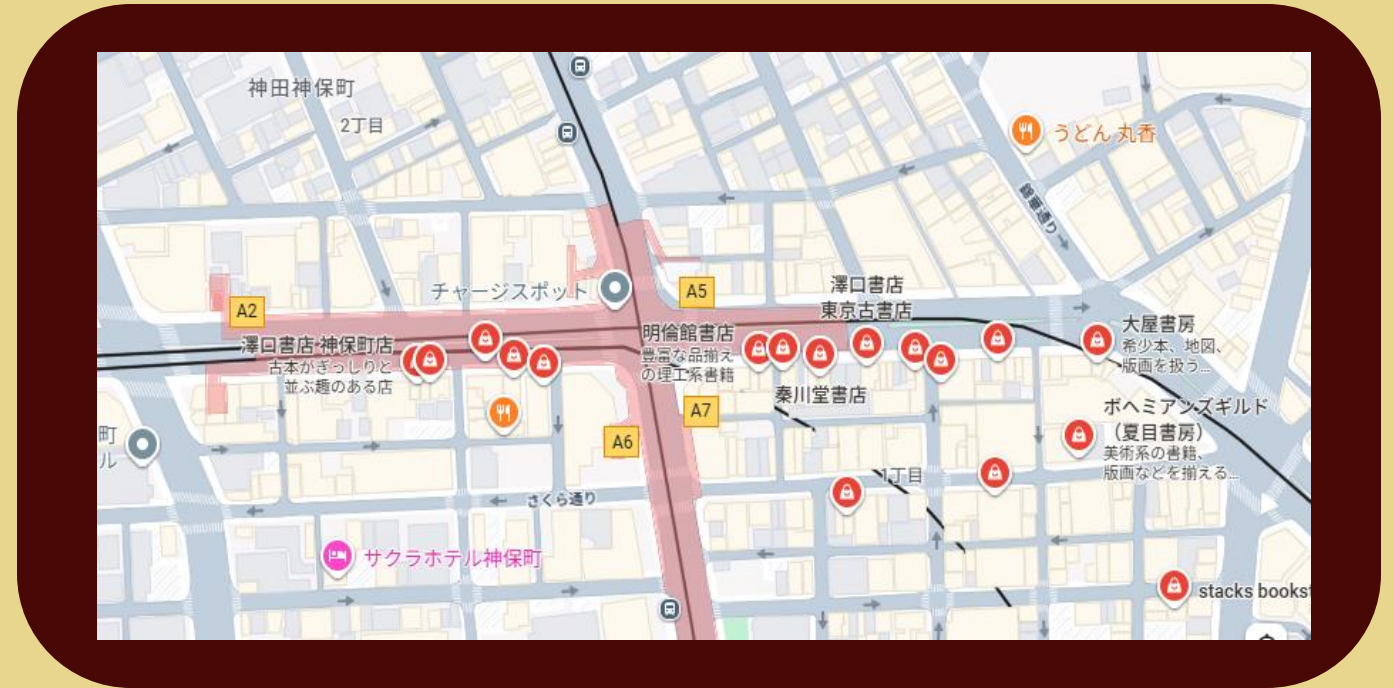 神田神保町
2丁目
うどん 丸香
錦華通り
チャージスポット
A5
澤口書店
東京古書店
A2
明倫館書店
豊富な品揃え
の理工系書籍
大屋書房
希少本、地図、
版画を扱う...
澤口書店 神保町店
古本がぎっしりと
並ぶ趣のある店
秦川堂書店
A7
ボヘミアンズギルド
(夏目書房)
美術系の書籍、
版画などを揃える...
町
ル
A6
1丁目
さくら通り
サクラホテル神保町
stacks bookst